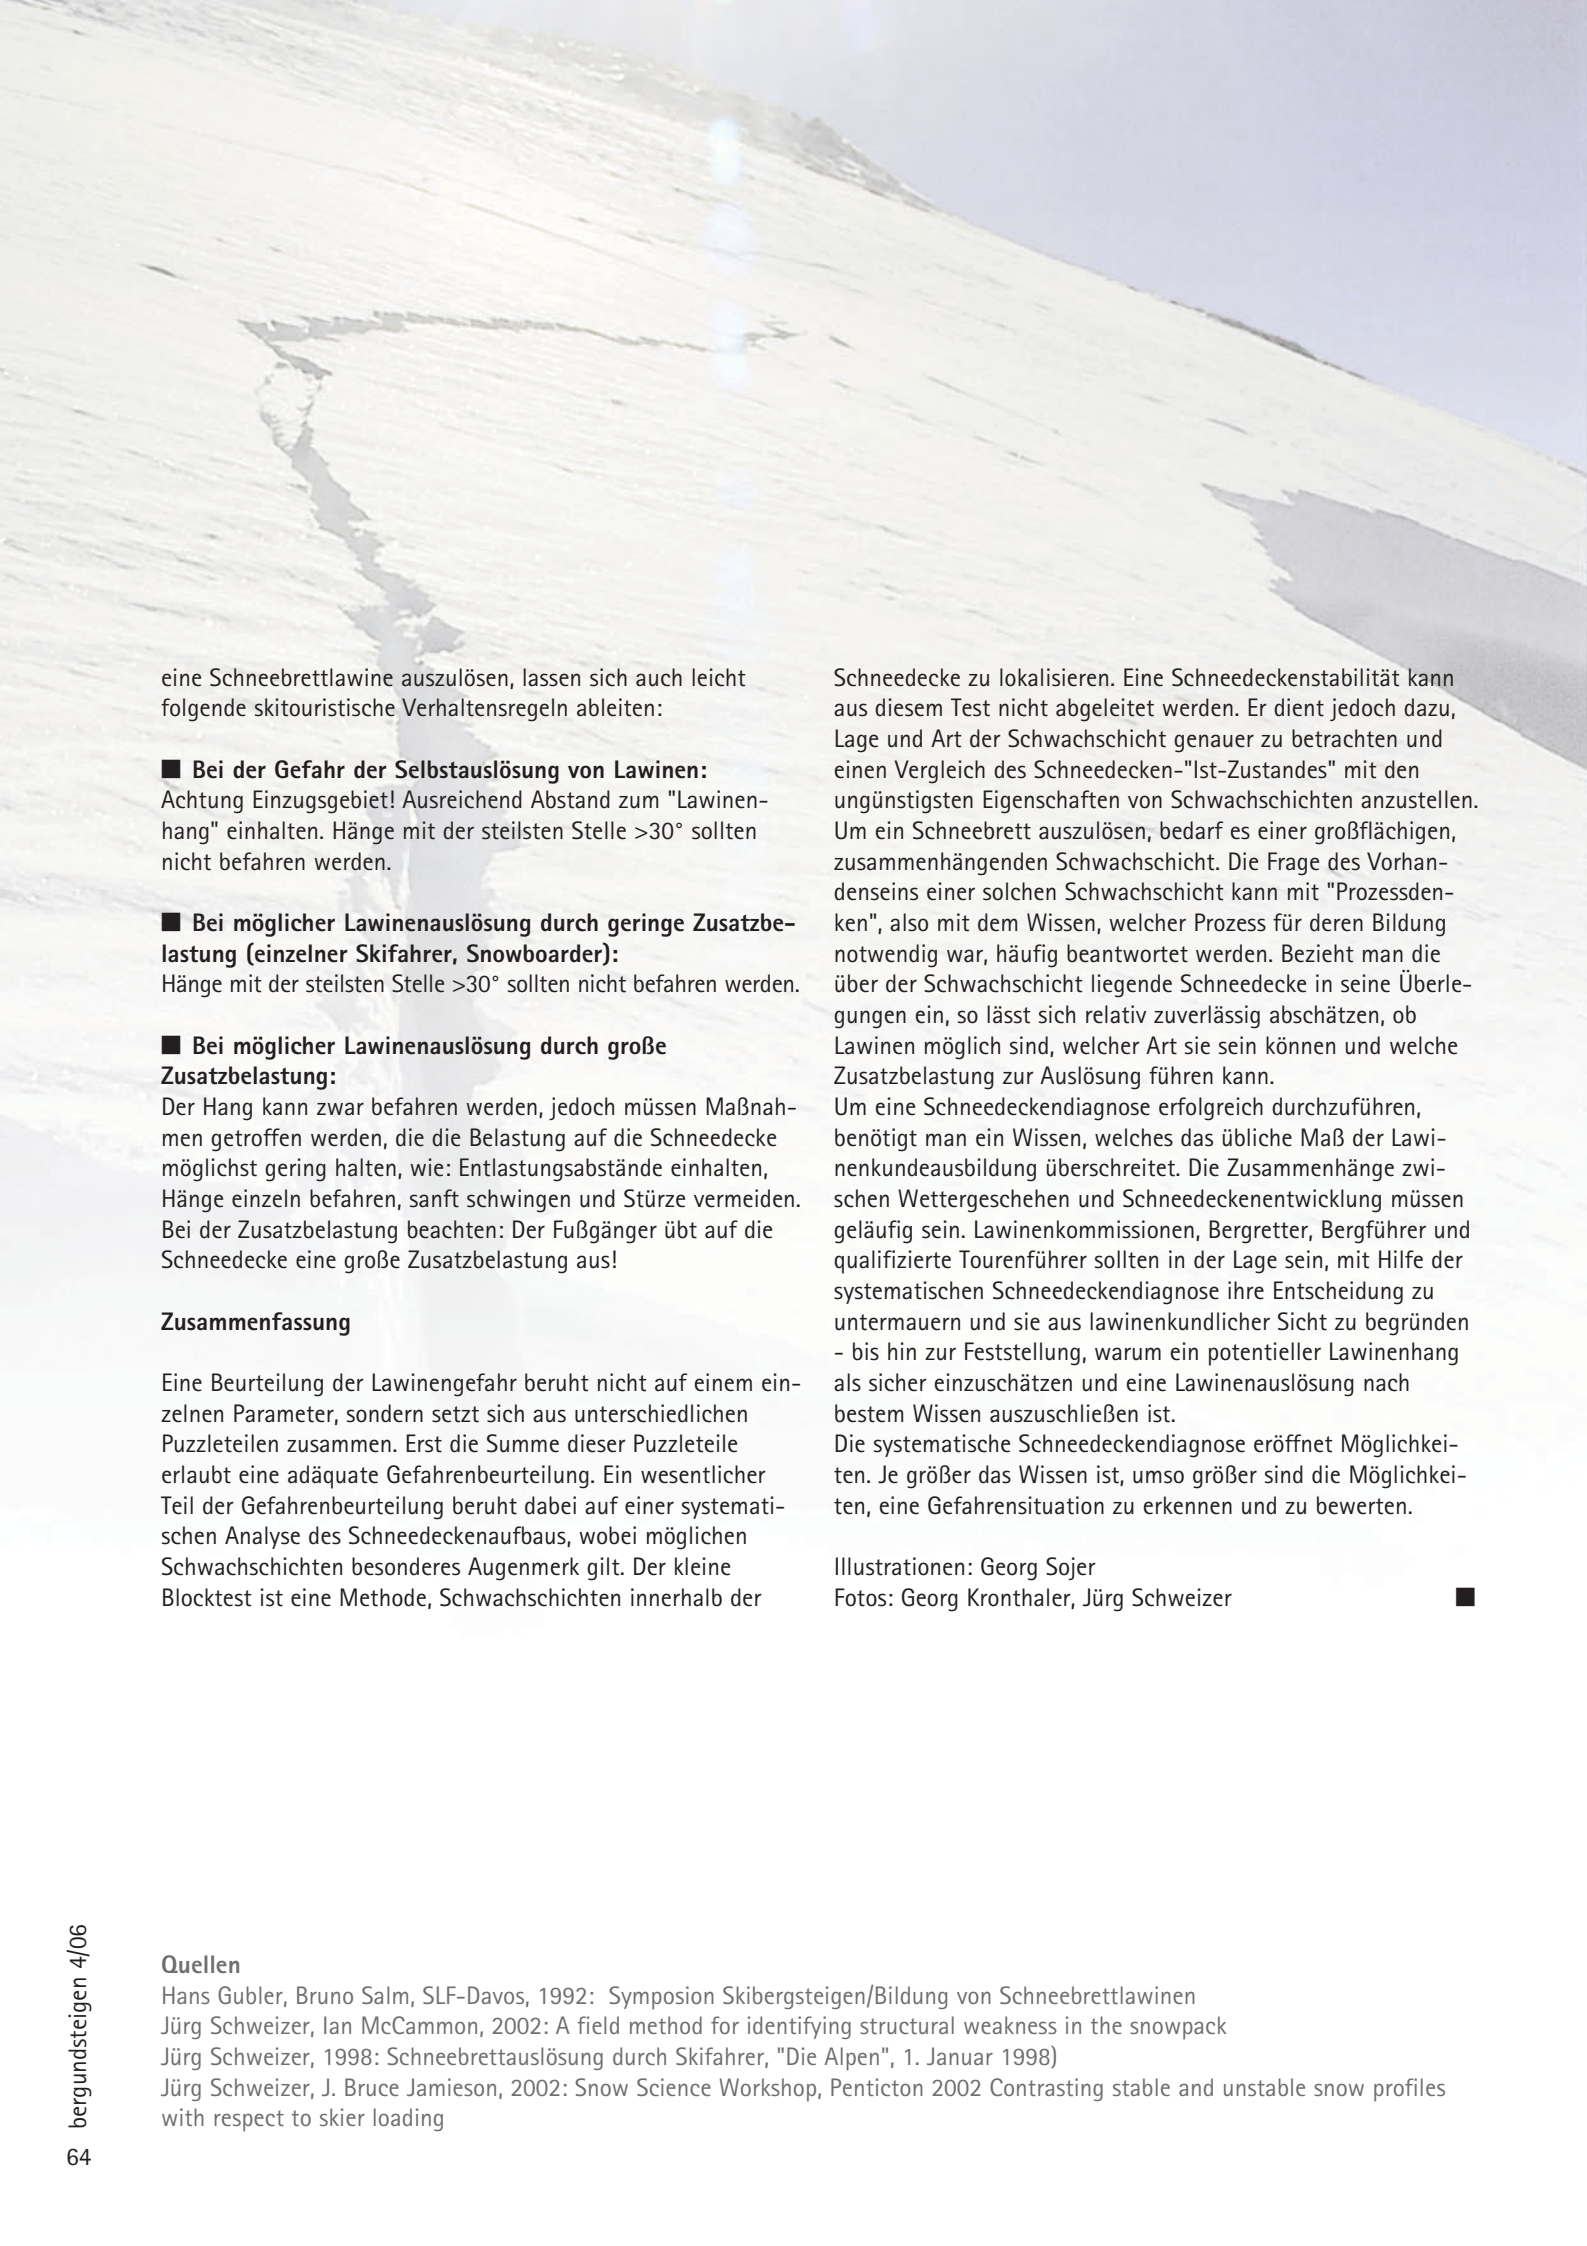 eine Schneebrettlawine auszulösen, lassen sich auch leicht
folgende skitouristische Verhaltensregeln ableiten:
■ Bei der Gefahr der Selbstauslösung von Lawinen:
Achtung Einzugsgebiet! Ausreichend Abstand zum "Lawinen-
hang" einhalten. Hänge mit der steilsten Stelle >30° sollten
nicht befahren werden.
■ Bei möglicher Lawinenauslösung durch geringe Zusatzbe-
lastung (einzelner Skifahrer, Snowboarder):
Hänge mit der steilsten Stelle >30° sollten nicht befahren werden.
■ Bei möglicher Lawinenauslösung durch große
Zusatzbelastung:
Der Hang kann zwar befahren werden, jedoch müssen Maßnah-
men getroffen werden, die die Belastung auf die Schneedecke
möglichst gering halten, wie: Entlastungsabstände einhalten,
Hänge einzeln befahren, sanft schwingen und Stürze vermeiden.
Bei der Zusatzbelastung beachten: Der Fußgänger übt auf die
Schneedecke eine große Zusatzbelastung aus!
Zusammenfassung
Eine Beurteilung der Lawinengefahr beruht nicht auf einem ein-
zelnen Parameter, sondern setzt sich aus unterschiedlichen
Puzzleteilen zusammen. Erst die Summe dieser Puzzleteile
erlaubt eine adäquate Gefahrenbeurteilung. Ein wesentlicher
Teil der Gefahrenbeurteilung beruht dabei auf einer systemati-
schen Analyse des Schneedeckenaufbaus, wobei möglichen
Schwachschichten besonderes Augenmerk gilt. Der kleine
Blocktest ist eine Methode, Schwachschichten innerhalb der
Schneedecke zu lokalisieren. Eine Schneedeckenstabilität kann
aus diesem Test nicht abgeleitet werden. Er dient jedoch dazu,
Lage und Art der Schwachschicht genauer zu betrachten und
einen Vergleich des Schneedecken-"Ist-Zustandes" mit den
ungünstigsten Eigenschaften von Schwachschichten anzustellen.
Um ein Schneebrett auszulösen, bedarf es einer großflächigen,
zusammenhängenden Schwachschicht. Die Frage des Vorhan-
denseins einer solchen Schwachschicht kann mit "Prozessden-
ken", also mit dem Wissen, welcher Prozess für deren Bildung
notwendig war, häufig beantwortet werden. Bezieht man die
über der Schwachschicht liegende Schneedecke in seine Überle-
gungen ein, so lässt sich relativ zuverlässig abschätzen, ob
Lawinen möglich sind, welcher Art sie sein können und welche
Zusatzbelastung zur Auslösung führen kann.
Um eine Schneedeckendiagnose erfolgreich durchzuführen,
benötigt man ein Wissen, welches das übliche Maß der Lawi-
nenkundeausbildung überschreitet. Die Zusammenhänge zwi-
schen Wettergeschehen und Schneedeckenentwicklung müssen
geläufig sein. Lawinenkommissionen, Bergretter, Bergführer und
qualifizierte Tourenführer sollten in der Lage sein, mit Hilfe der
systematischen Schneedeckendiagnose ihre Entscheidung zu
untermauern und sie aus lawinenkundlicher Sicht zu begründen
- bis hin zur Feststellung, warum ein potentieller Lawinenhang
als sicher einzuschätzen und eine Lawinenauslösung nach
bestem Wissen auszuschließen ist.
Die systematische Schneedeckendiagnose eröffnet Möglichkei-
ten. Je größer das Wissen ist, umso größer sind die Möglichkei-
ten, eine Gefahrensituation zu erkennen und zu bewerten.
Illustrationen: Georg Sojer
Fotos: Georg Kronthaler, Jürg Schweizer ■
Quellen
Hans Gubler, Bruno Salm, SLF-Davos, 1992: Symposion Skibergsteigen/Bildung von Schneebrettlawinen
Jürg Schweizer, Ian McCammon, 2002: A field method for identifying structural weakness in the snowpack
Jürg Schweizer, 1998: Schneebrettauslösung durch Skifahrer, "Die Alpen", 1. Januar 1998)
Jürg Schweizer, J. Bruce Jamieson, 2002: Snow Science Workshop, Penticton 2002 Contrasting stable and unstable snow profiles
with respect to skier loading
bergundsteigen 4/06
64